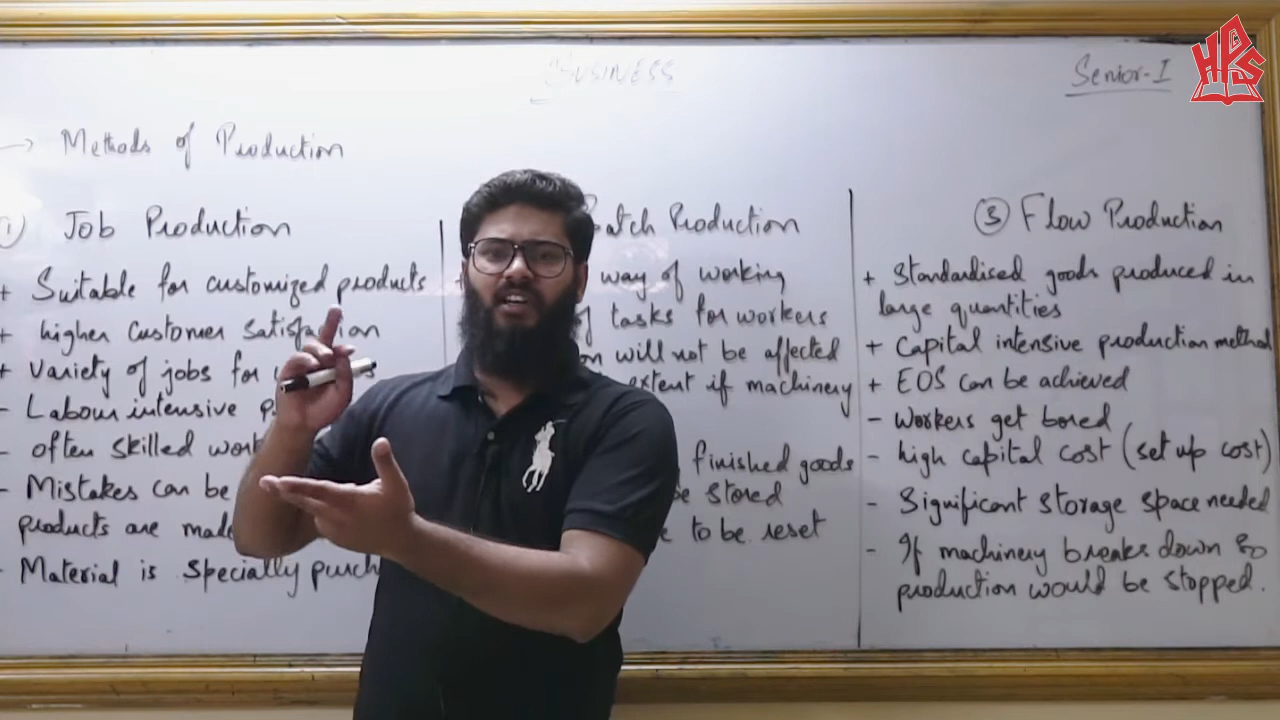 BUSINESS
Senior-I
HPGS
→ Methods of Production
① Job Production
+ Suitable for customized products
+ higher customer satisfaction
+ Variety of jobs for
- Labour intensive
- often skilled
- Mistakes can be
products are made
- Material is specially
Batch Production
way of working
tasks for workers
will not be affected
extent if machinery
finished goods
stored
to be reset
③ Flow Production
+ Standardised goods produced in
large quantities
+ Capital intensive production method
+ EOS can be achieved
- Workers get bored
- high capital cost (set up cost)
- Significant storage space needed
- If machinery breaks down so
production would be stopped.